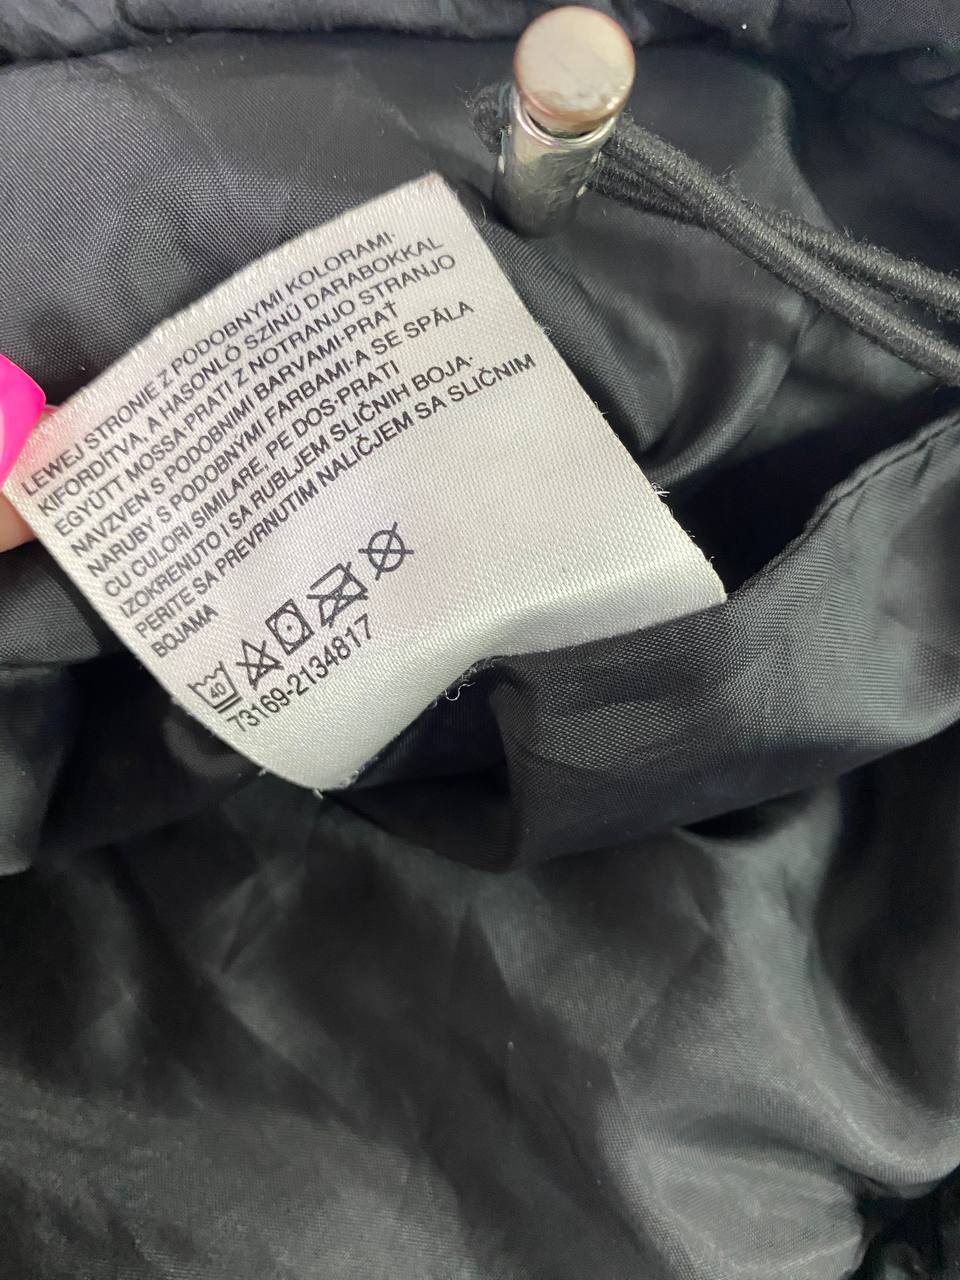 LEWEJ STRONIE Z PODOBNYMI KOLORAMI-
KIFORDÍTVA, A HASONLÓ SZÍNŰ DARABOKKAL
EGYÜTT MOSSA-PRATI Z NOTRANJO STRANJO
NAVZVEN S PODOBNIMI BARVAMI-PRAŤ
NARUBY S PODOBNYMI FARBAMI-A SE SPĂLA
CU CULORI SIMILARE, PE DOS-PRATI
IZOKRENUTO I SA RUBLJEM SLIČNIH BOJA-
PERITE SA PREVRNUTIM NALIČJEM SA SLIČNIM
BOJAMA
40
73169-2134817